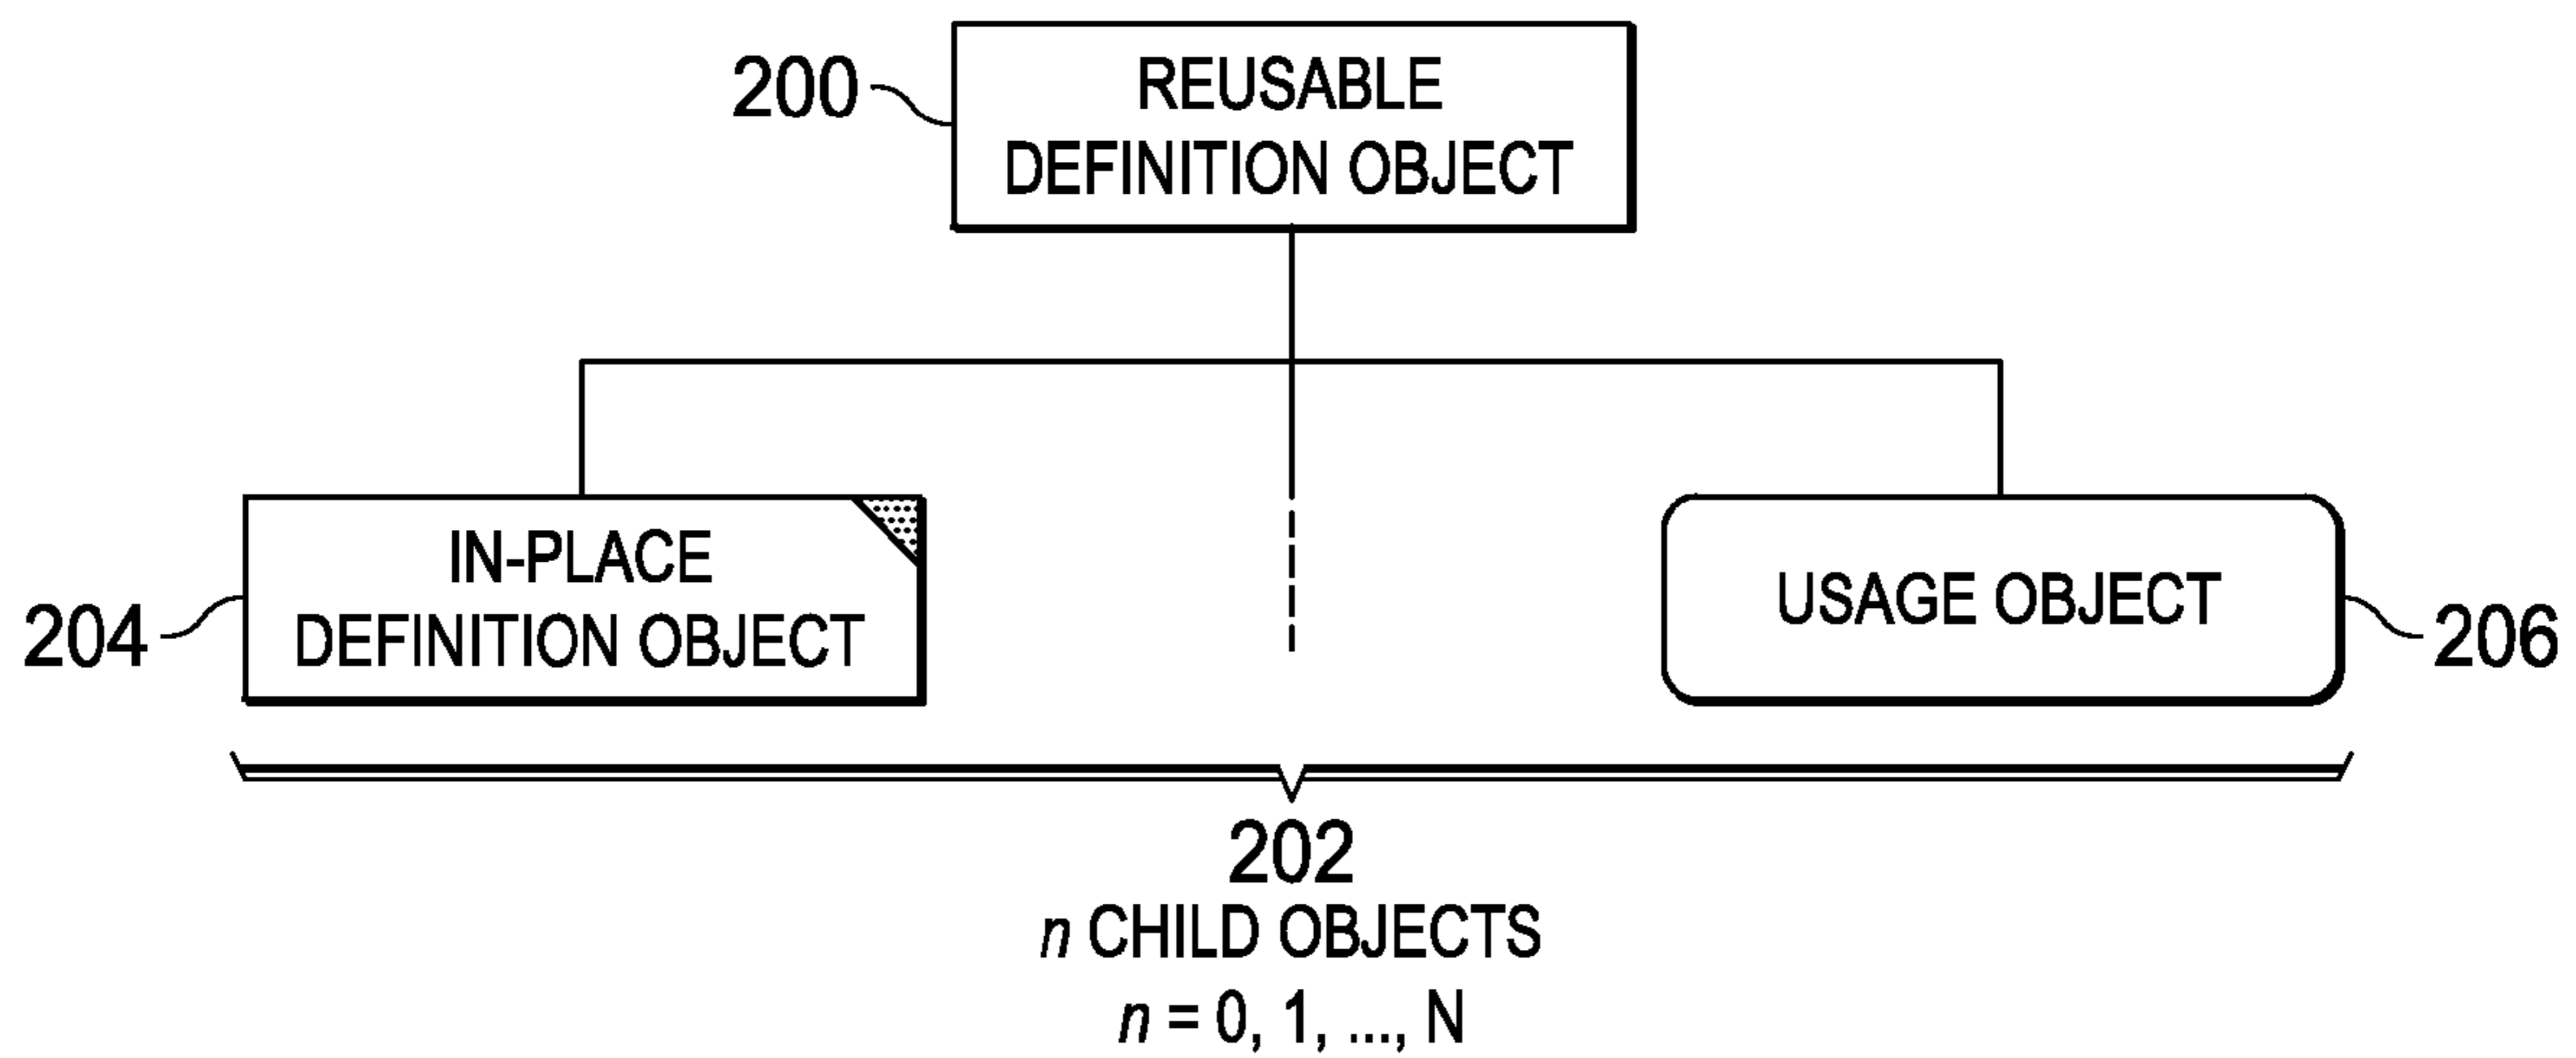 200
REUSABLE
DEFINITION OBJECT
204
IN-PLACE
DEFINITION OBJECT
USAGE OBJECT
206
202
n CHILD OBJECTS
n = 0, 1, ..., N